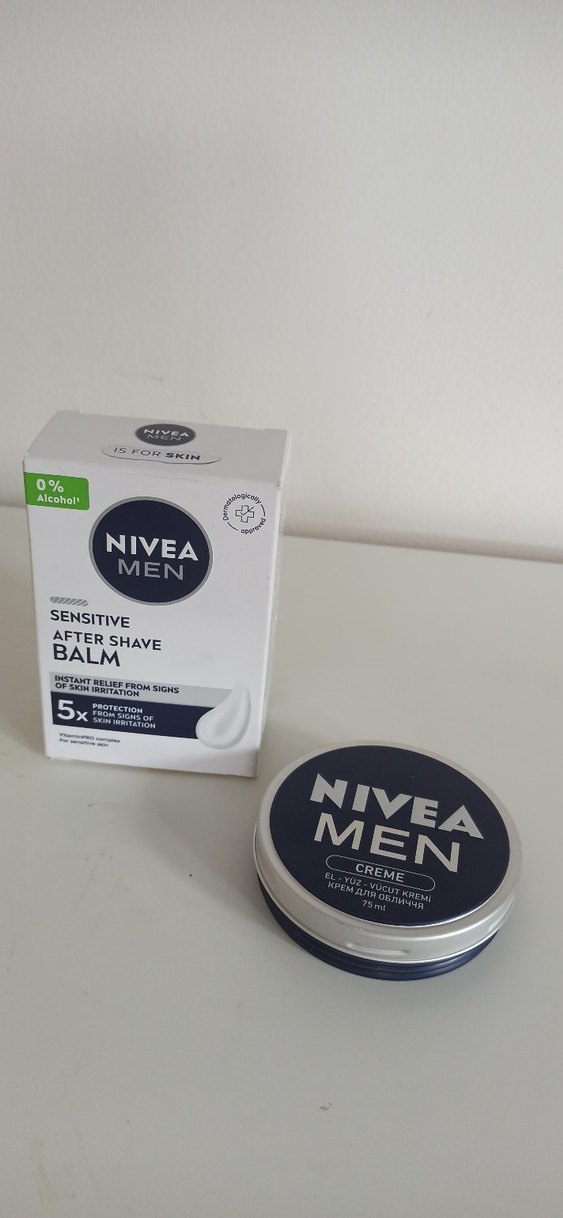 NIVEA
MEN
IS FOR SKIN
0%
Alcohol¹
Dermatologically
approved
NIVEA
MEN
SENSITIVE
AFTER SHAVE
BALM
INSTANT RELIEF FROM SIGNS
OF SKIN IRRITATION
5x
PROTECTION
FROM SIGNS OF
SKIN IRRITATION
VitaminPRO complex
For sensitive skin
NIVEA
MEN
CREME
EL - YÜZ - VÜCUT KREMİ
КРЕМ ДЛЯ ОБЛИЧЧЯ
75 ml